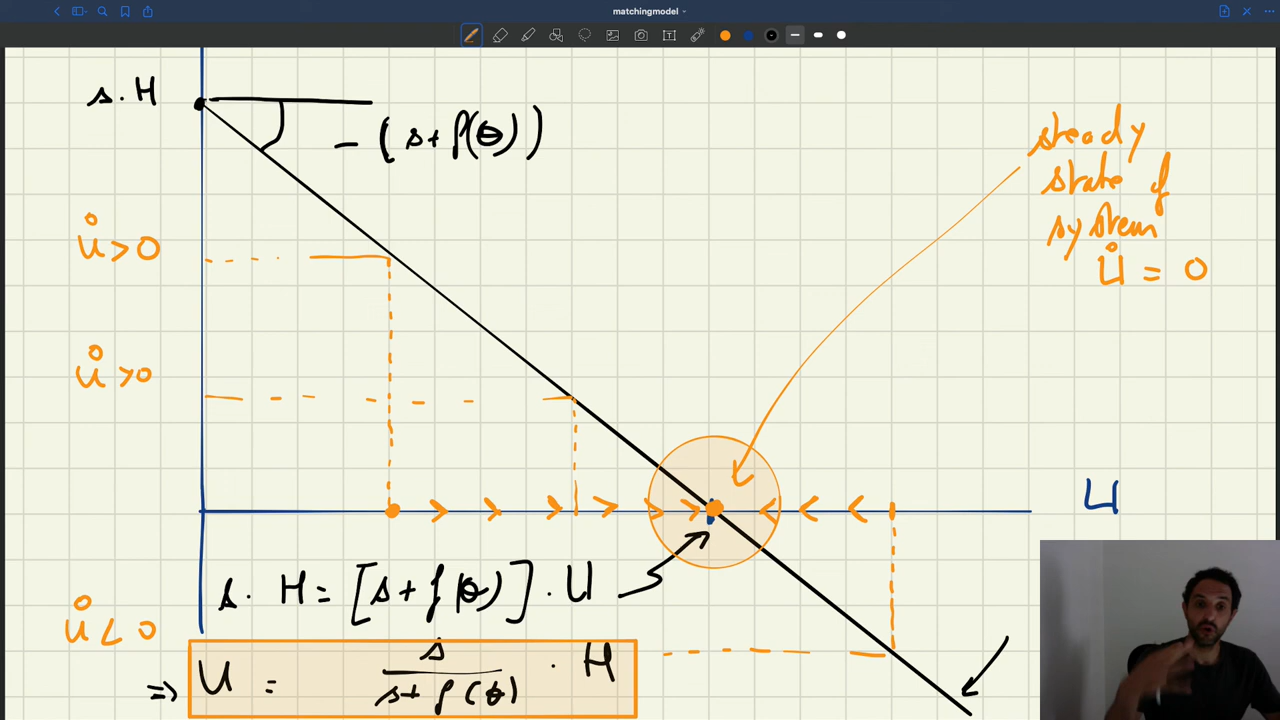 matchingmodel
s . H
- (s + f(θ))
steady
state of
system
U̇ = 0
u̇ > 0
u̇ > 0
U
s . H = [s + f(θ)] . U
u̇ < 0
⇒ U = s / (s + f(θ)) . H